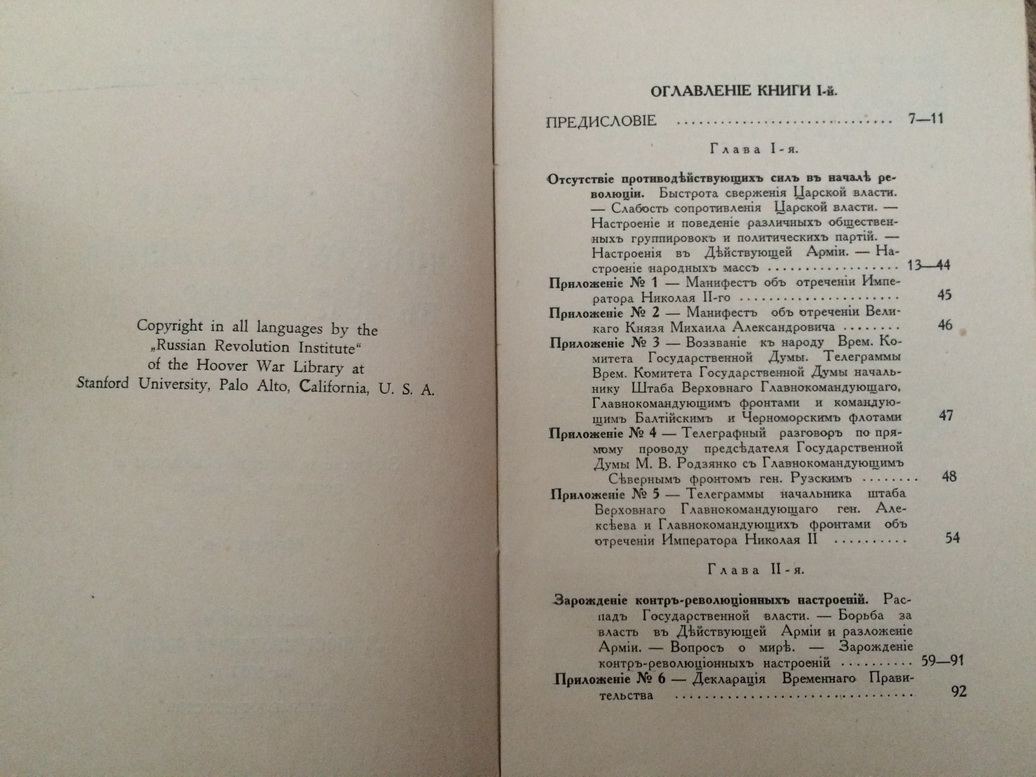 Copyright in all languages by the
„Russian Revolution Institute“
of the Hoover War Library at
Stanford University, Palo Alto, California, U. S. A.
ОГЛАВЛЕНІЕ КНИГИ I-й.
ПРЕДИСЛОВІЕ ........................ 7—11
Глава I-я.
Отсутствіе противодѣйствующихъ силъ въ началѣ ре-
волюціи. Быстрота сверженія Царской власти.
— Слабость сопротивленія Царской власти. —
Настроеніе и поведеніе различныхъ обществен-
ныхъ группировокъ и политическихъ партій. —
Настроенія въ Дѣйствующей Арміи. — На-
строеніе народныхъ массъ .................. 13—44
Приложеніе № 1 — Манифестъ объ отреченіи Импе-
ратора Николая II-го ...................... 45
Приложеніе № 2 — Манифестъ объ отреченіи Вели-
каго Князя Михаила Александровича ........ 46
Приложеніе № 3 — Воззваніе къ народу Врем. Ко-
митета Государственной Думы. Телеграммы
Врем. Комитета Государственной Думы началь-
нику Штаба Верховнаго Главнокомандующаго,
Главнокомандующимъ фронтами и командую-
щимъ Балтійскимъ и Черноморскимъ флотами 47
Приложеніе № 4 — Телеграфный разговоръ по пря-
мому проводу предсѣдателя Государственной
Думы М. В. Родзянко съ Главнокомандующимъ
Сѣвернымъ фронтомъ ген. Рузскимъ ........ 48
Приложеніе № 5 — Телеграммы начальника штаба
Верховнаго Главнокомандующаго ген. Але-
ксѣева и Главнокомандующихъ фронтами объ
отреченіи Императора Николая II .......... 54
Глава II-я.
Зарожденіе контръ-революціонныхъ настроеній. Рас-
падъ Государственной власти. — Борьба за
власть въ Дѣйствующей Арміи и разложеніе
Арміи. — Вопросъ о мирѣ. — Зарожденіе
контръ-революціонныхъ настроеній .......... 59—91
Приложеніе № 6 — Декларація Временнаго Прави-
тельства ............................ 92